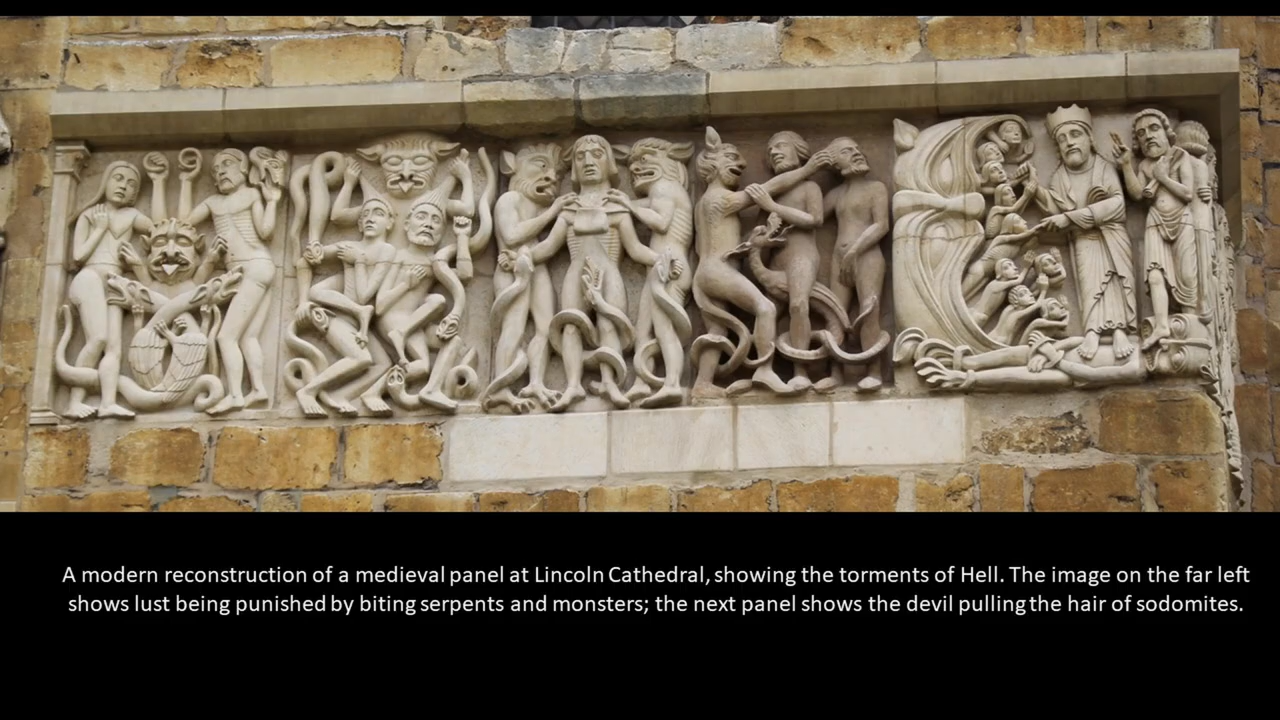 A modern reconstruction of a medieval panel at Lincoln Cathedral, showing the torments of Hell. The image on the far left
shows lust being punished by biting serpents and monsters; the next panel shows the devil pulling the hair of sodomites.